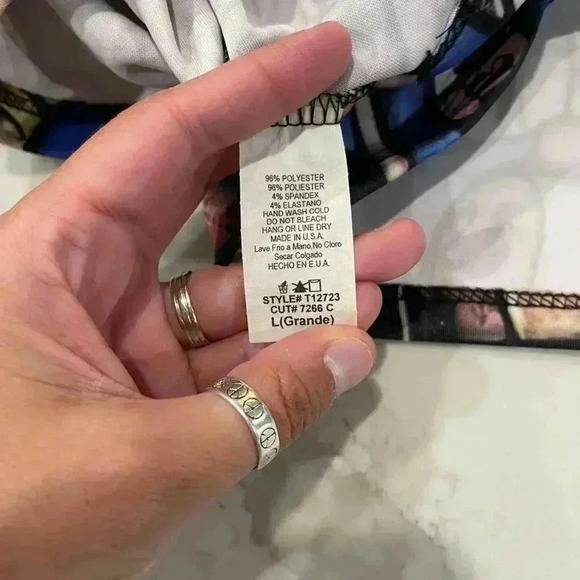 96% POLYESTER
96% POLIESTER
4% SPANDEX
4% ELASTANO
HAND WASH COLD
DO NOT BLEACH
HANG OR LINE DRY
MADE IN U.S.A.
Lave Frio a Mano,No Cloro
Secar Colgado
HECHO EN E.U.A.
STYLE# T12723
CUT# 7266 C
L(Grande)